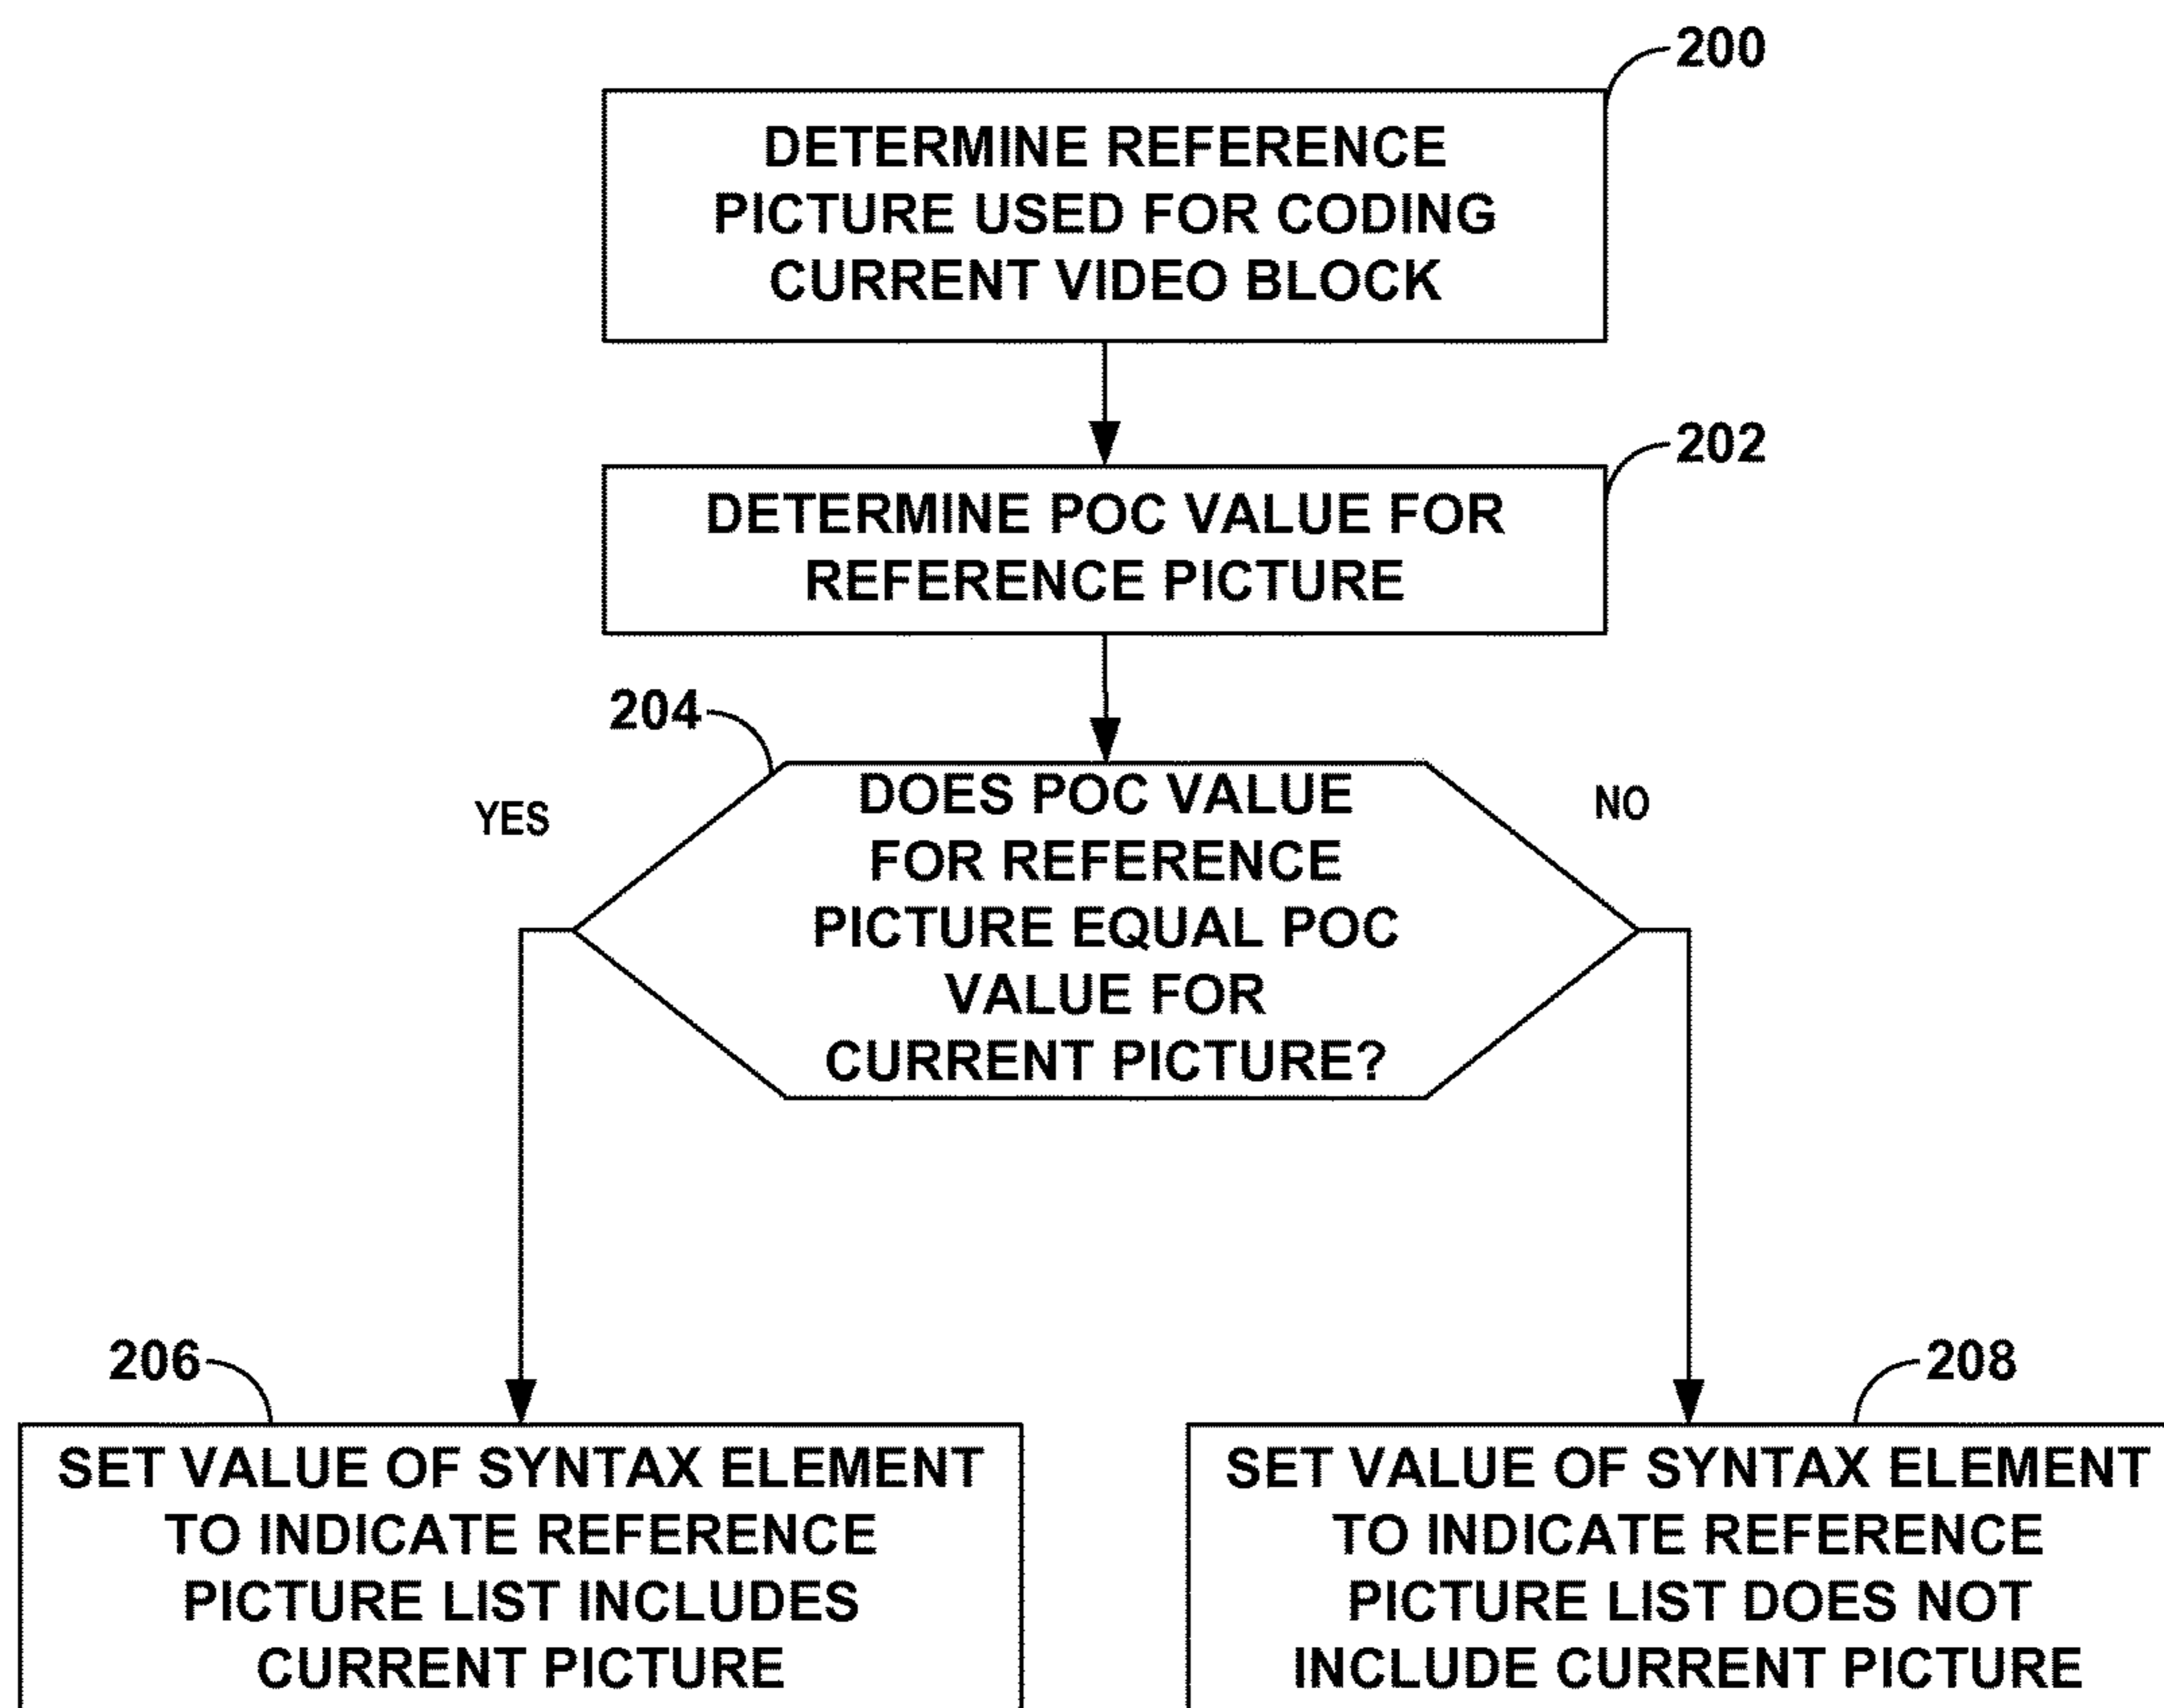 200
DETERMINE REFERENCE
PICTURE USED FOR CODING
CURRENT VIDEO BLOCK
202
DETERMINE POC VALUE FOR
REFERENCE PICTURE
204
YES
DOES POC VALUE
FOR REFERENCE
PICTURE EQUAL POC
VALUE FOR
CURRENT PICTURE?
NO
206
SET VALUE OF SYNTAX ELEMENT
TO INDICATE REFERENCE
PICTURE LIST INCLUDES
CURRENT PICTURE
208
SET VALUE OF SYNTAX ELEMENT
TO INDICATE REFERENCE
PICTURE LIST DOES NOT
INCLUDE CURRENT PICTURE